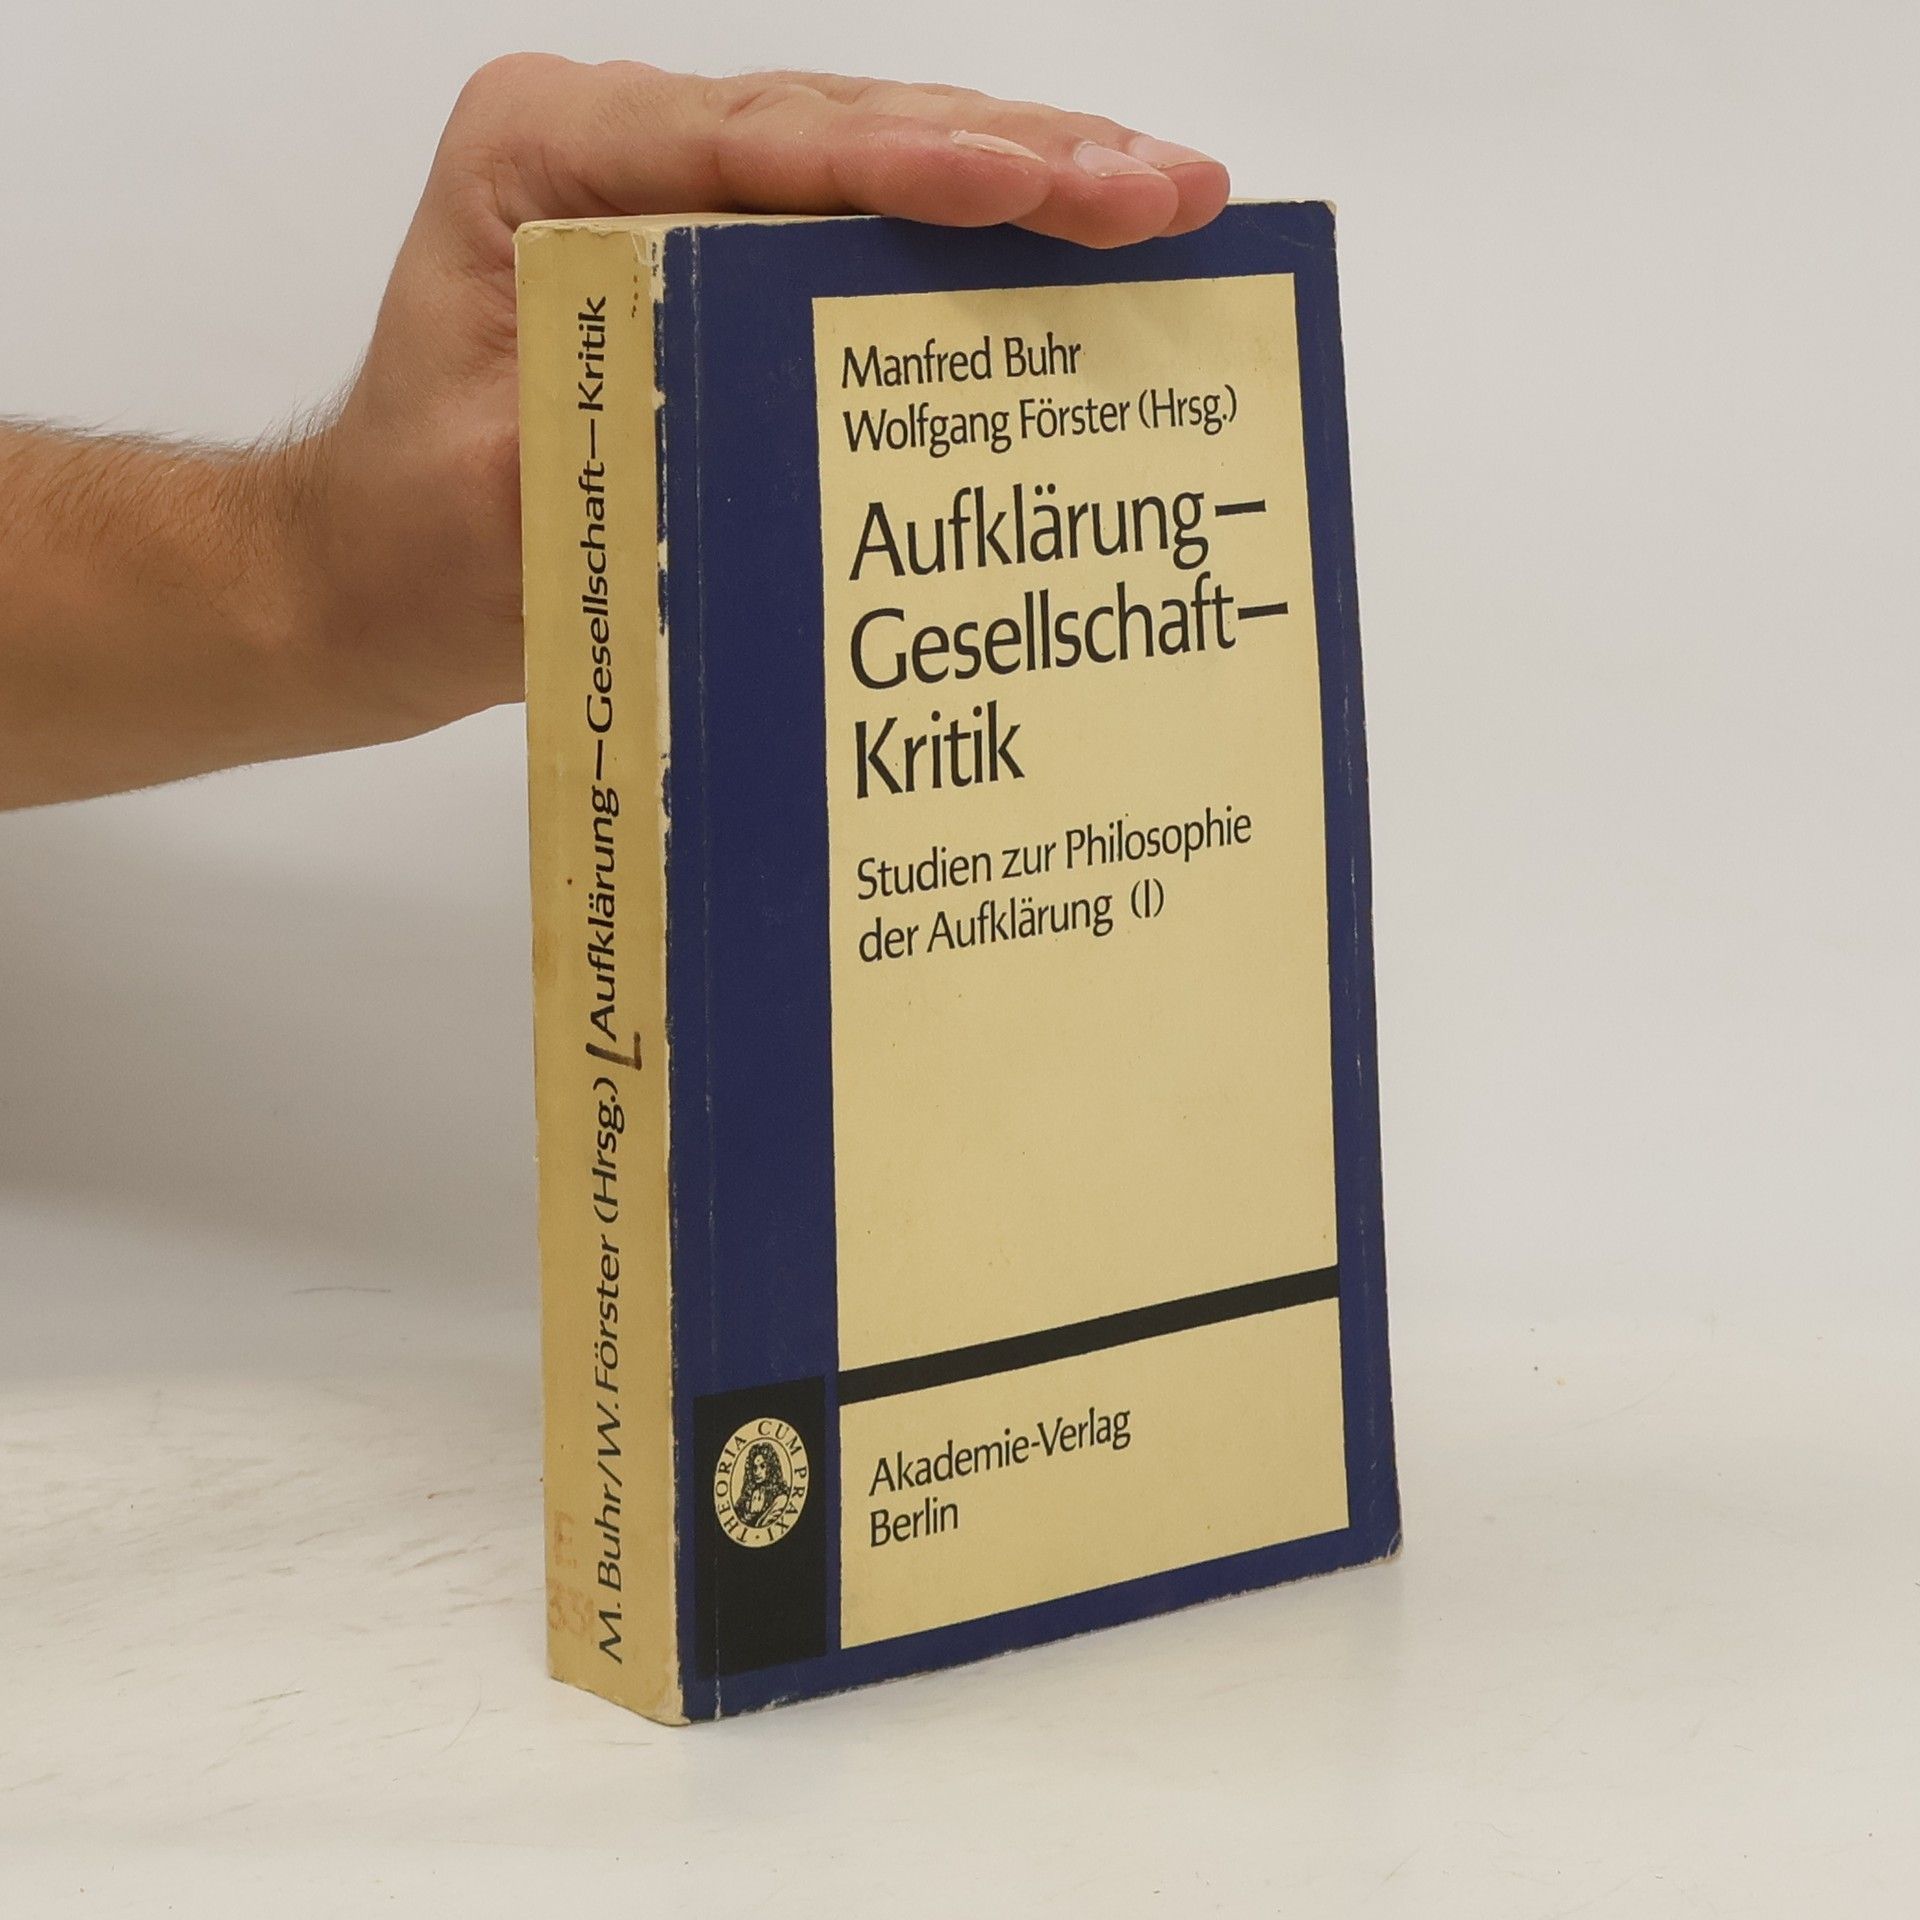 M. Buhr/W. Förster (Hrsg.) Aufklärung—Gesellschaft—Kritik
Manfred Buhr
Wolfgang Förster (Hrsg.)
Aufklärung—
Gesellschaft—
Kritik
Studien zur Philosophie
der Aufklärung (I)
THEORIA CUM PRAXI
Akademie-Verlag
Berlin